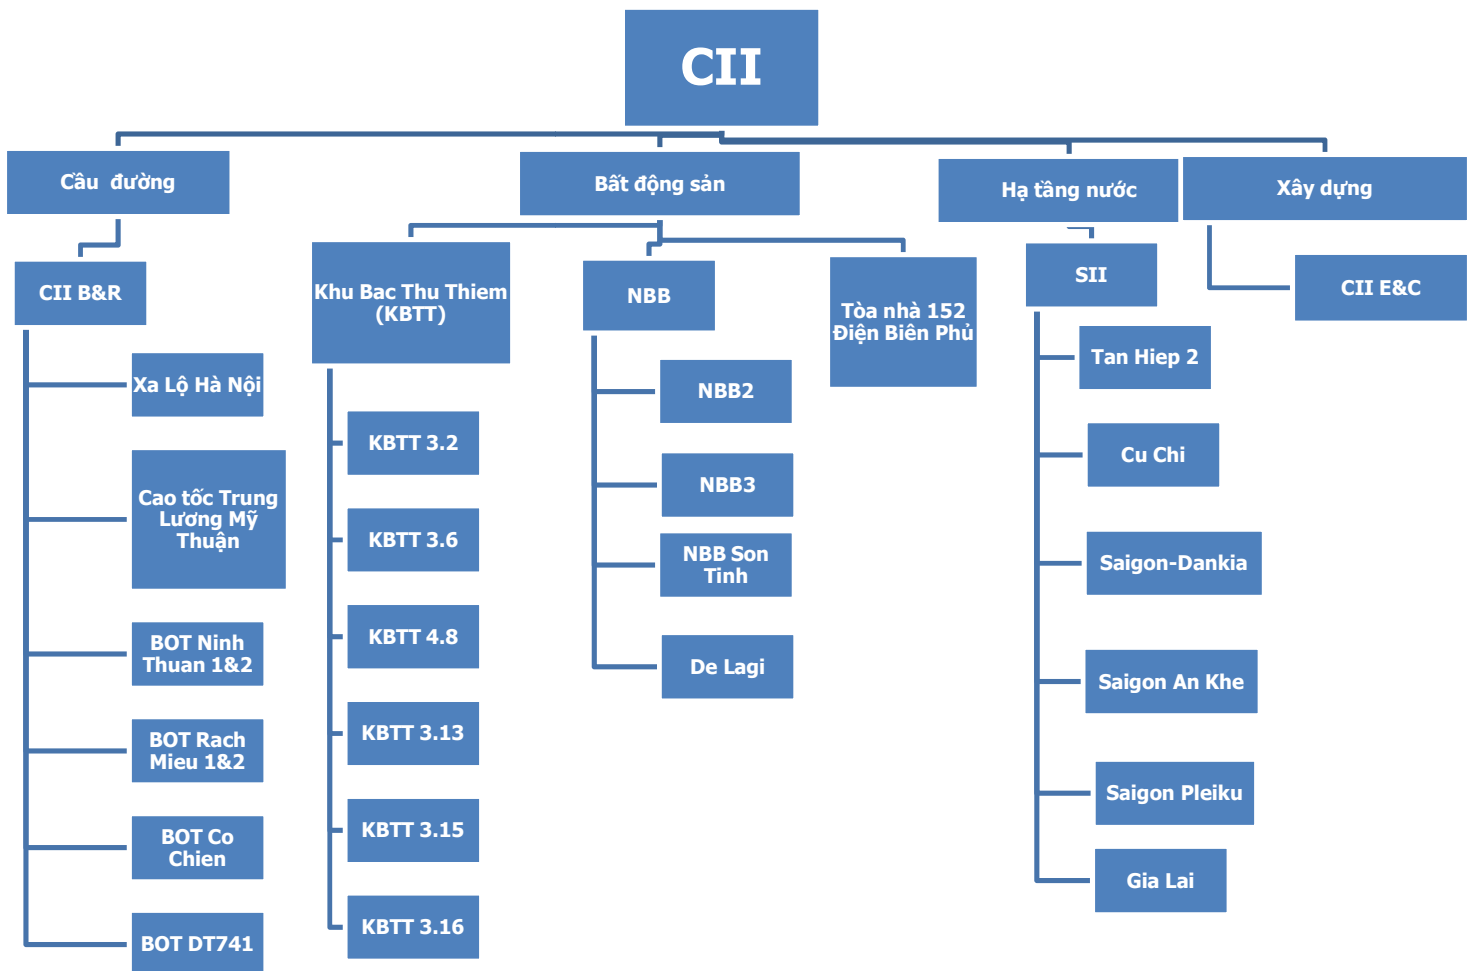 CII
Cầu đường
Bất động sản
Hạ tầng nước
Xây dựng
CII B&R
Xa Lộ Hà Nội
Cao tốc Trung
Lương Mỹ
Thuận
BOT Ninh
Thuan 1&2
BOT Rach
Mieu 1&2
BOT Co
Chien
BOT DT741
Khu Bac Thu Thiem
(KBTT)
KBTT 3.2
KBTT 3.6
KBTT 4.8
KBTT 3.13
KBTT 3.15
KBTT 3.16
NBB
NBB2
NBB3
NBB Son
Tinh
De Lagi
Tòa nhà 152
Điện Biên Phủ
SII
Tan Hiep 2
Cu Chi
Saigon-Dankia
Saigon An Khe
Saigon Pleiku
Gia Lai
CII E&C